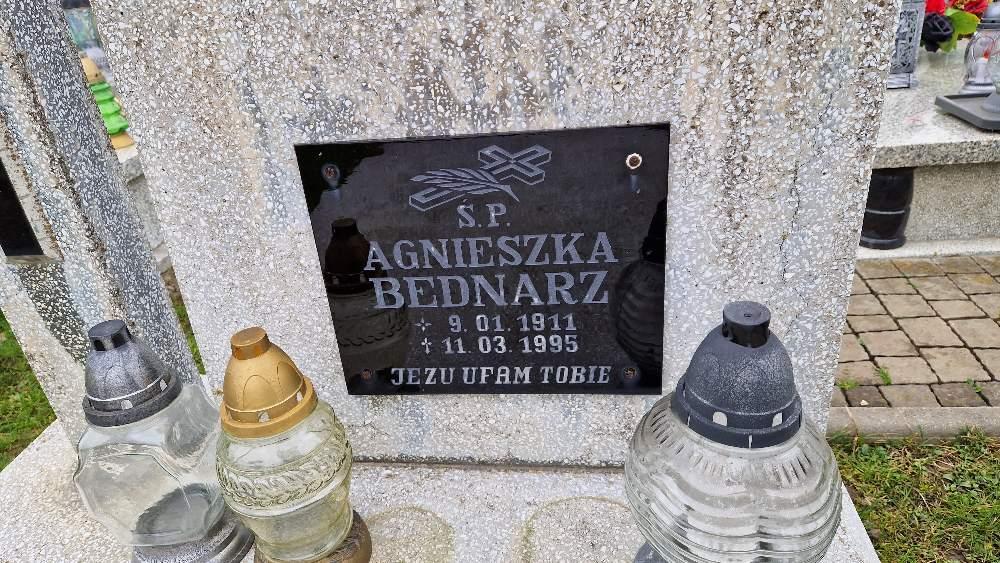 Ś.P.
AGNIESZKA
BEDNARZ
9.01.1911
† 11.03.1995
JEZU UFAM TOBIE